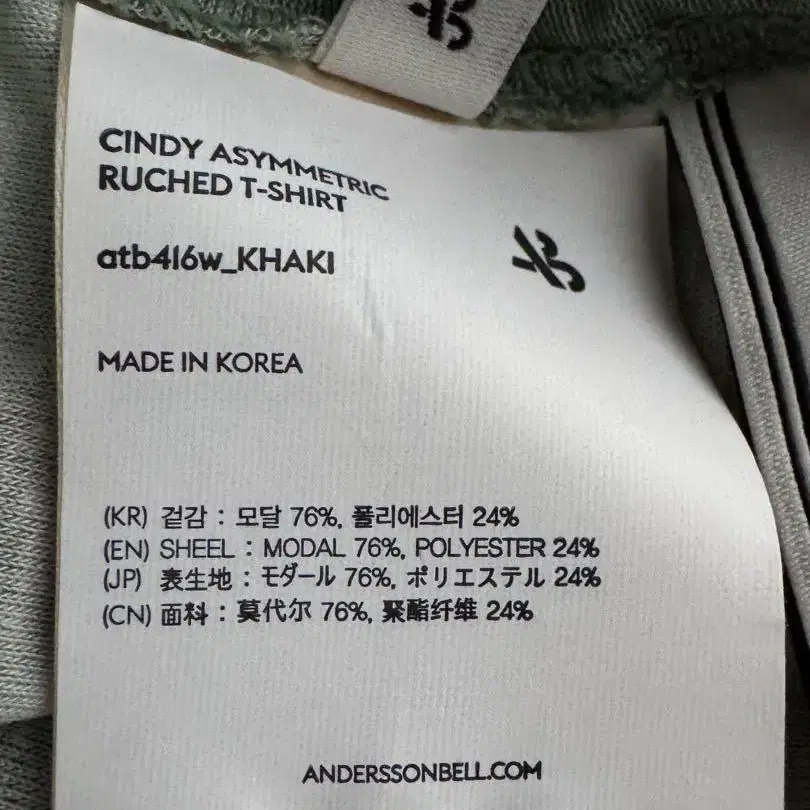 CINDY ASYMMETRIC
RUCHED T-SHIRT
atb416w_KHAKI
MADE IN KOREA
(KR) 겉감 : 모달 76%, 폴리에스터 24%
(EN) SHEEL : MODAL 76%, POLYESTER 24%
(JP) 表生地 : モダール 76%, ポリエステル 24%
(CN) 面料 : 莫代尔 76%, 聚酯纤维 24%
ANDERSSONBELL.COM